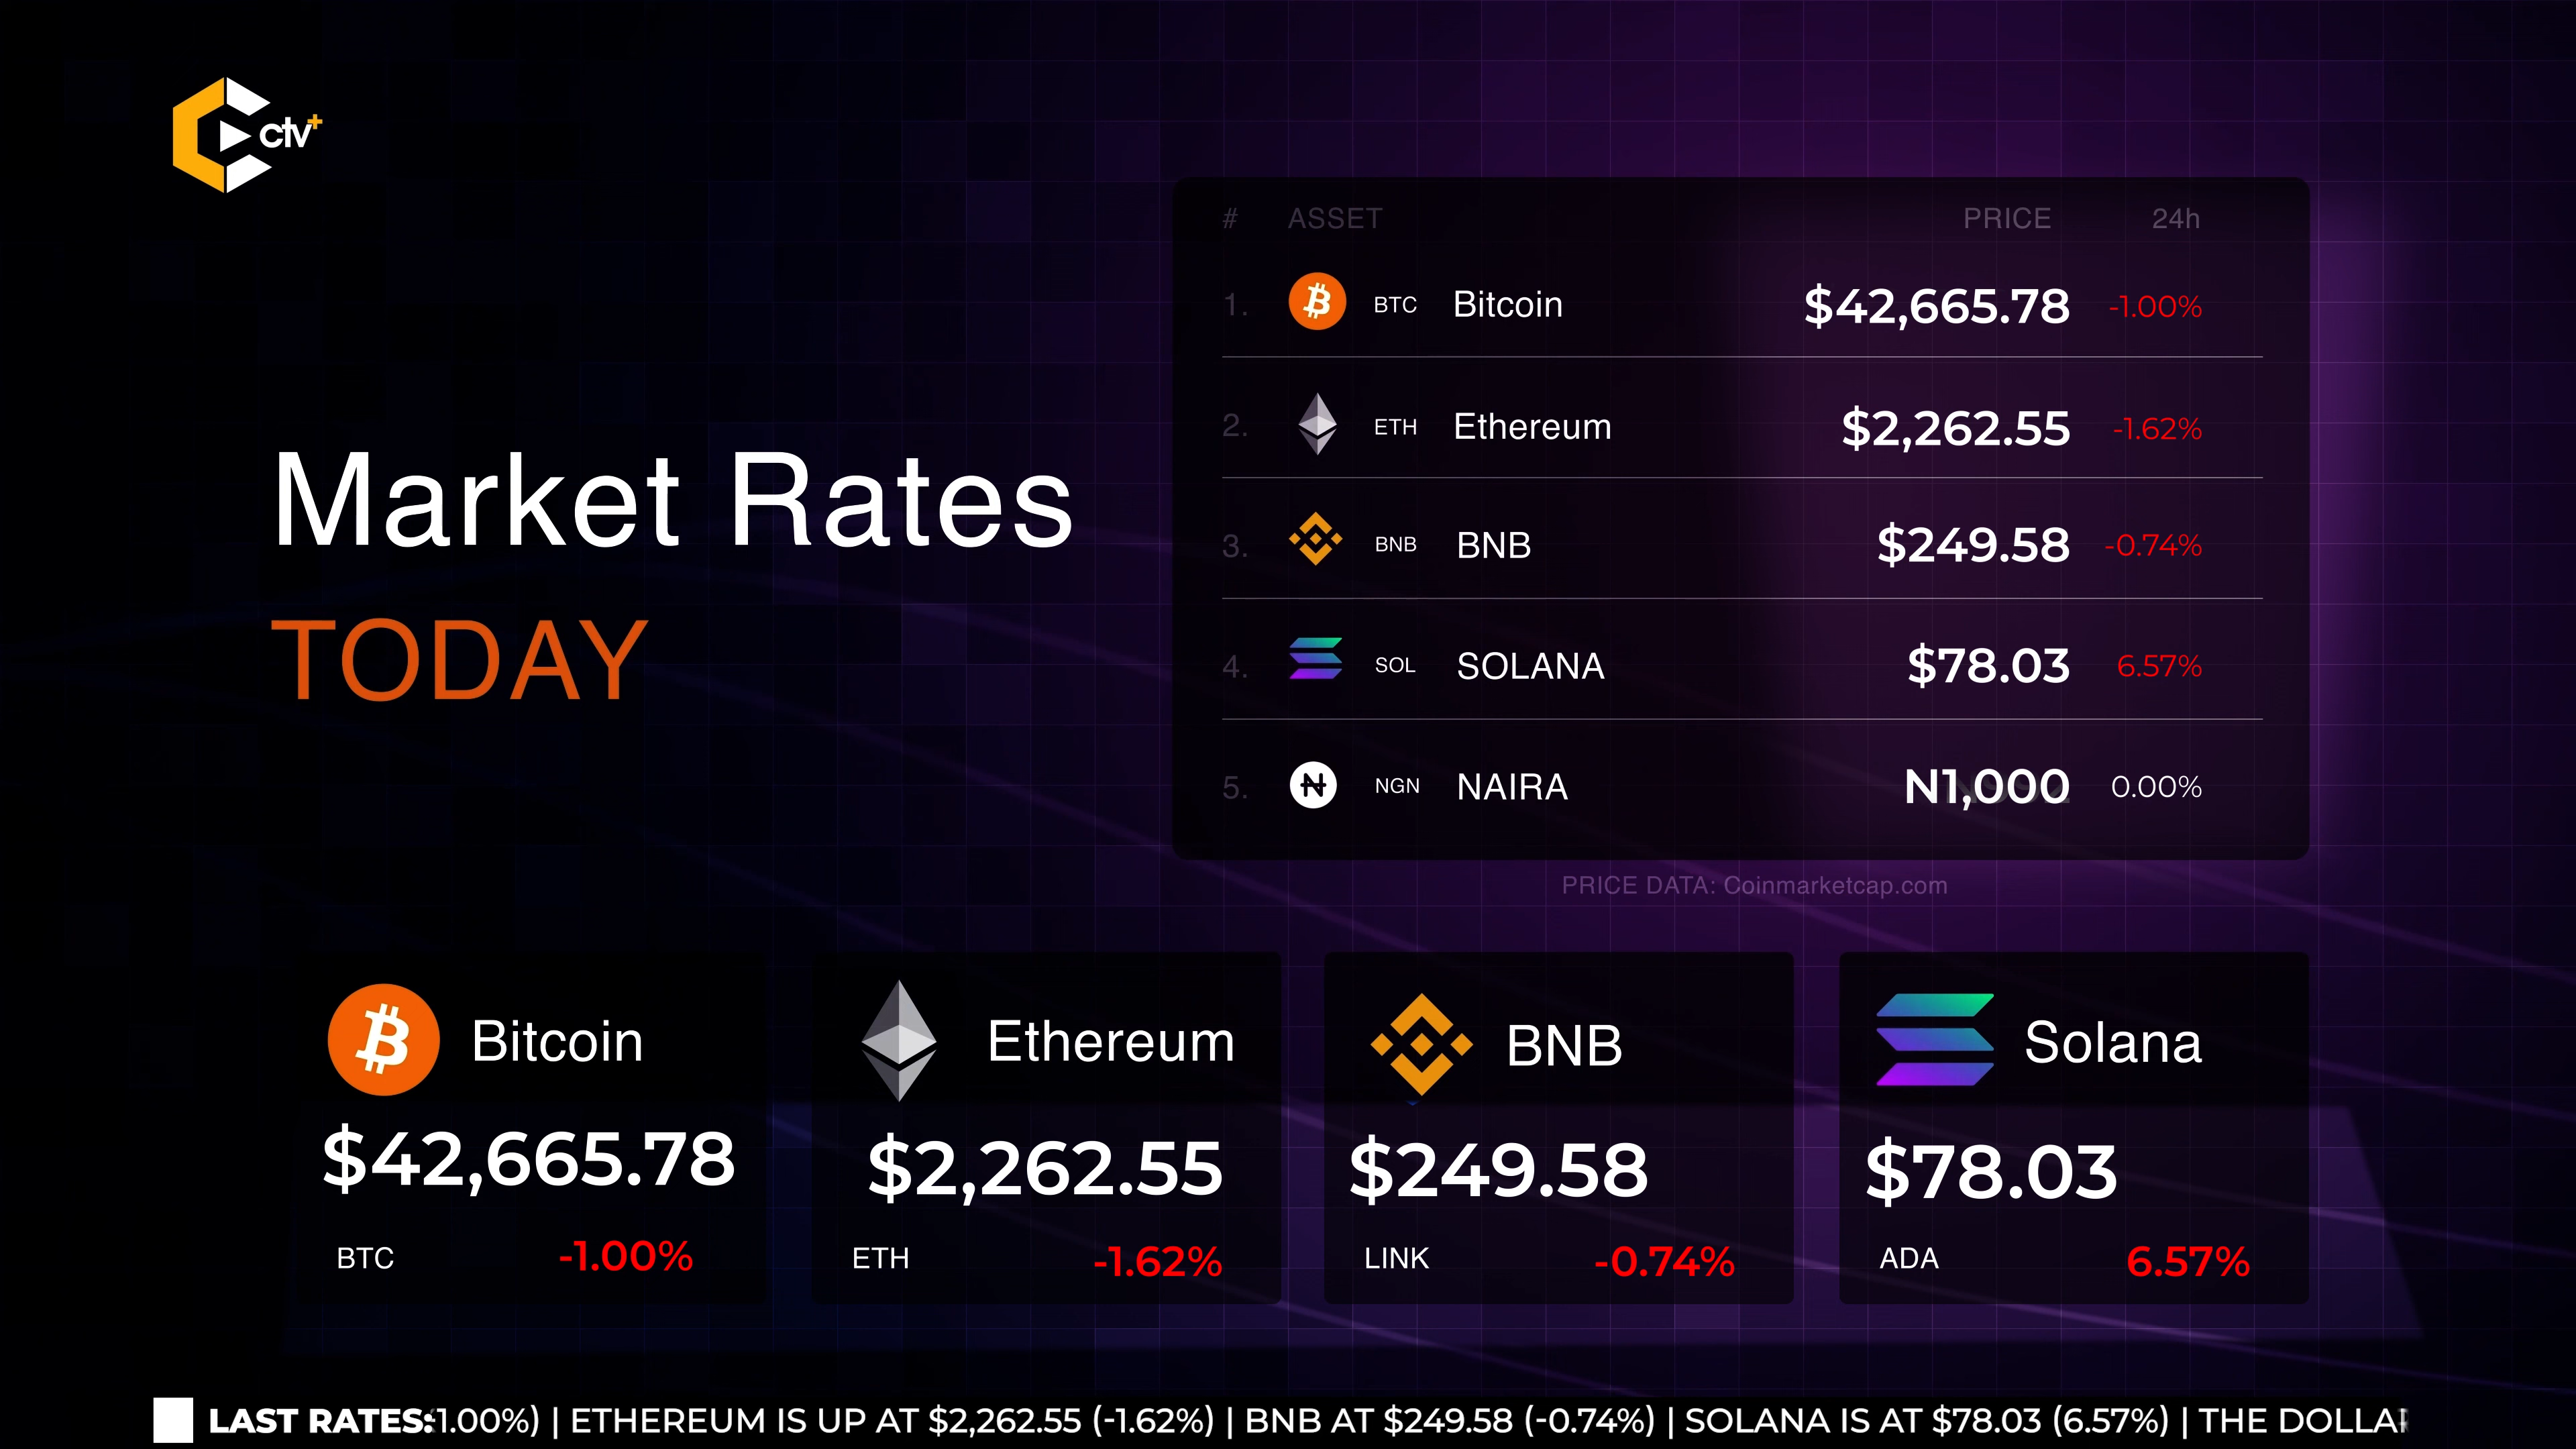 ctv+
# ASSET PRICE 24h
1. BTC Bitcoin $42,665.78 -1.00%
2. ETH Ethereum $2,262.55 -1.62%
3. BNB BNB $249.58 -0.74%
4. SOL SOLANA $78.03 6.57%
5. NGN NAIRA N1,000 0.00%
PRICE DATA: Coinmarketcap.com
Market Rates
TODAY
Bitcoin
$42,665.78
BTC -1.00%
Ethereum
$2,262.55
ETH -1.62%
BNB
$249.58
LINK -0.74%
Solana
$78.03
ADA 6.57%
LAST RATES: 1.00%) | ETHEREUM IS UP AT $2,262.55 (-1.62%) | BNB AT $249.58 (-0.74%) | SOLANA IS AT $78.03 (6.57%) | THE